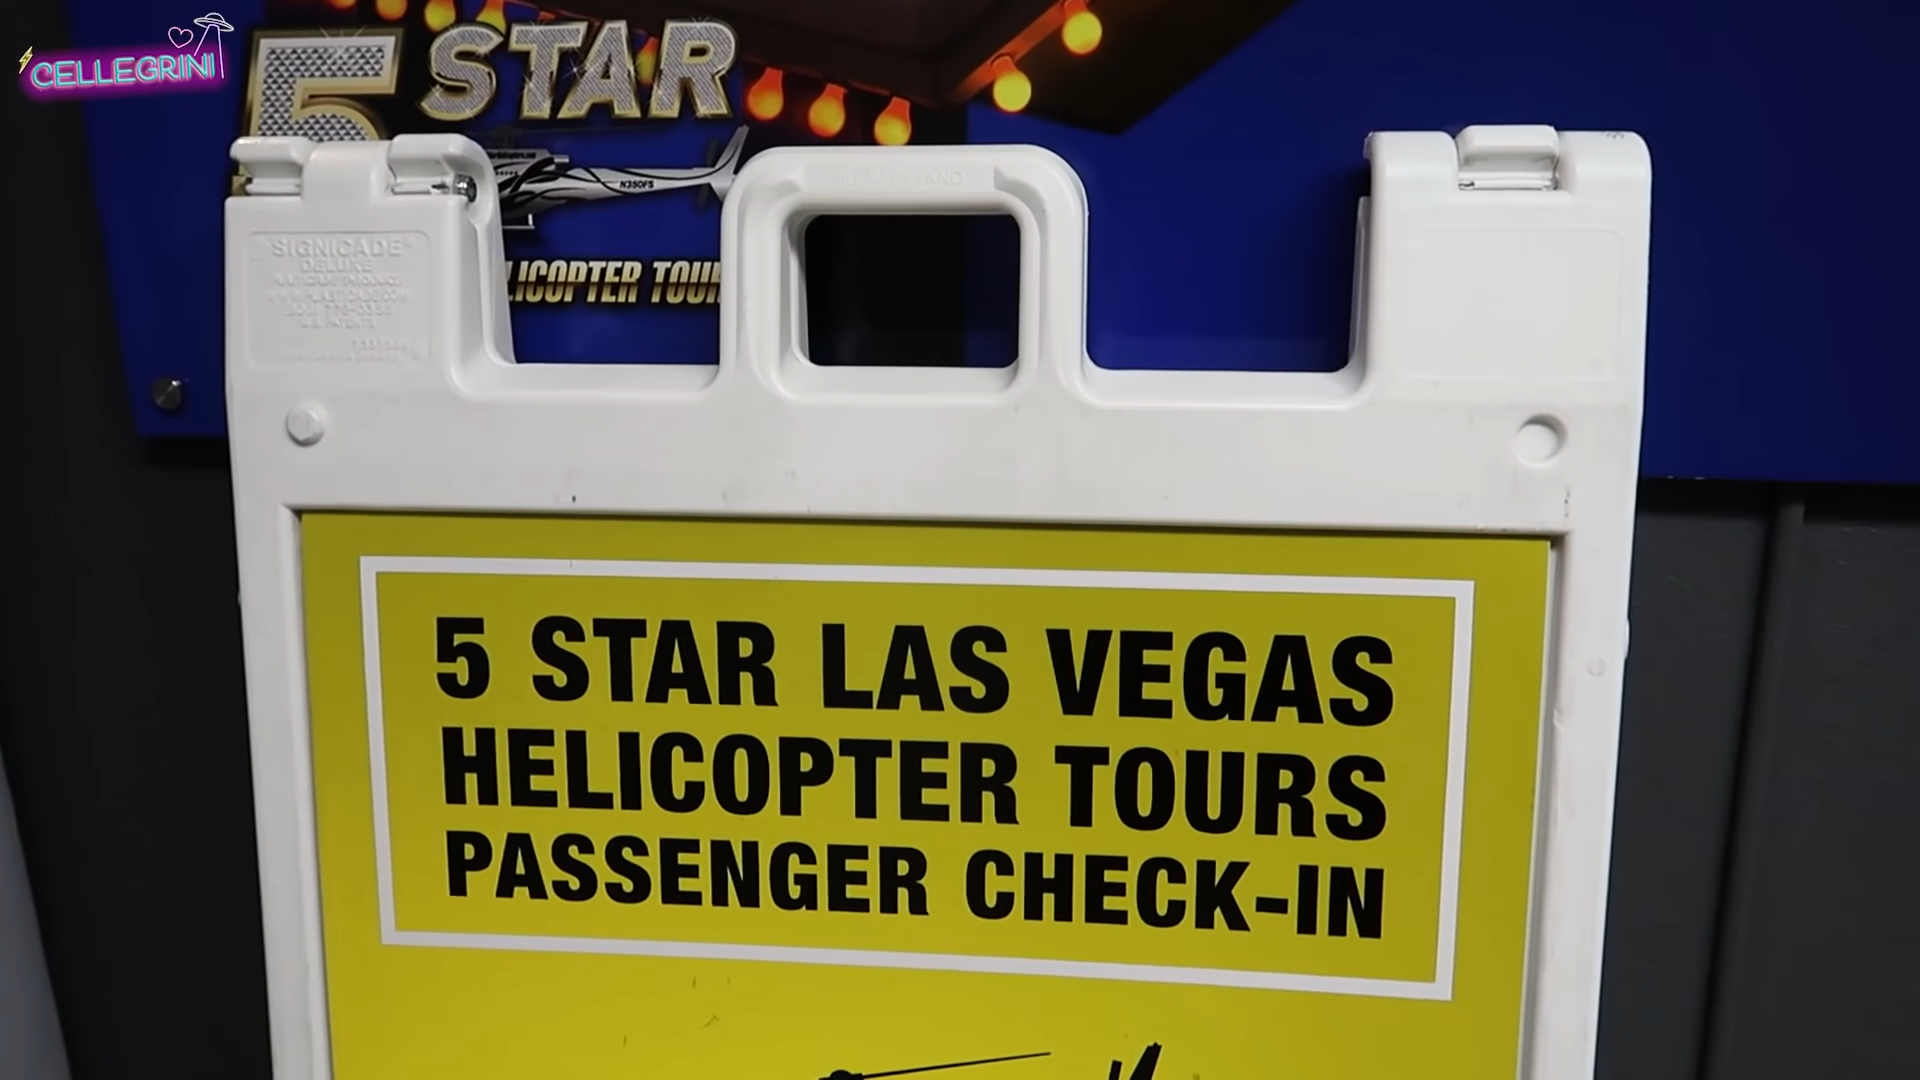 CELLEGRINI
5 STAR
N350FS
LICOPTER TOUR
SIGNICADE
DELUXE
5 STAR LAS VEGAS
HELICOPTER TOURS
PASSENGER CHECK-IN